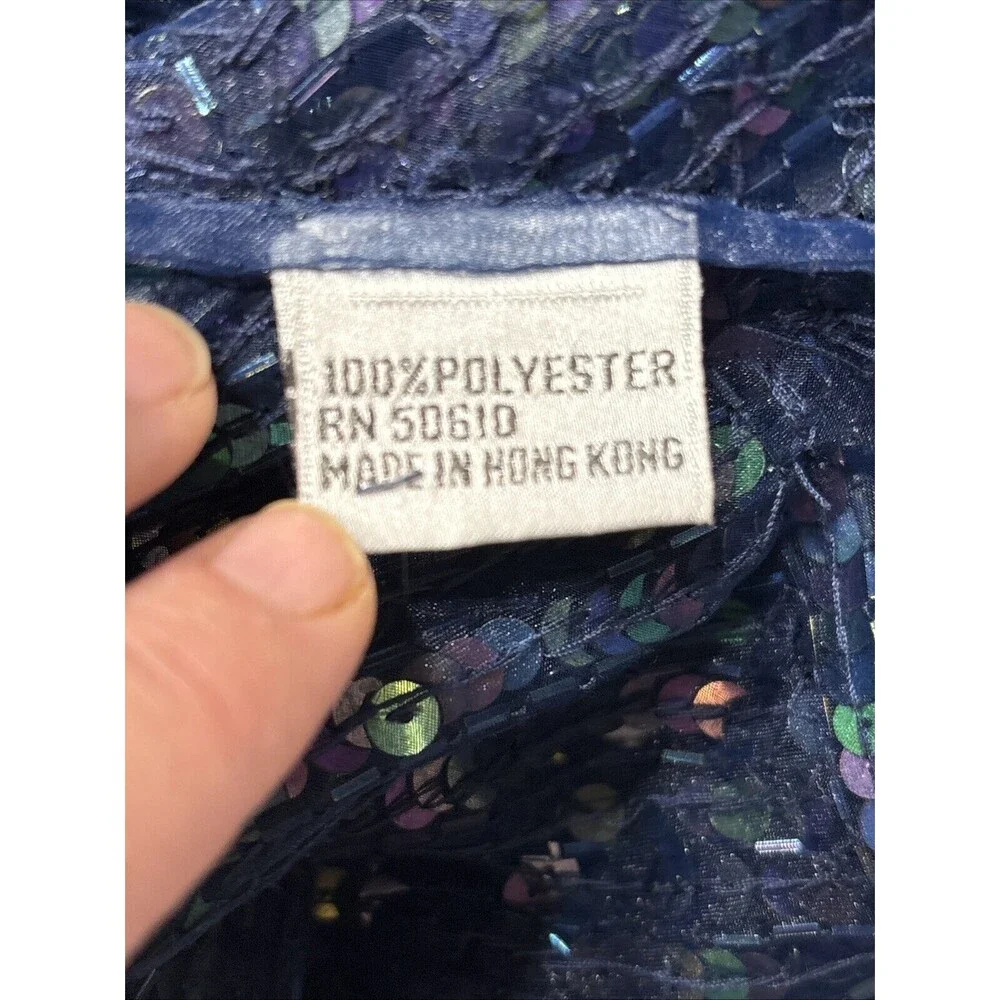 100%POLYESTER
RN 50610
MADE IN HONG KONG